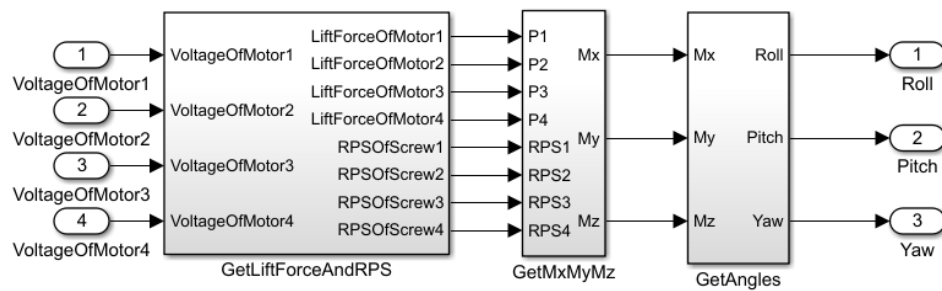 1
VoltageOfMotor1
2
VoltageOfMotor2
3
VoltageOfMotor3
4
VoltageOfMotor4
VoltageOfMotor1
VoltageOfMotor2
VoltageOfMotor3
VoltageOfMotor4
LiftForceOfMotor1
LiftForceOfMotor2
LiftForceOfMotor3
LiftForceOfMotor4
RPSOfScrew1
RPSOfScrew2
RPSOfScrew3
RPSOfScrew4
GetLiftForceAndRPS
P1
P2
P3
P4
RPS1
RPS2
RPS3
RPS4
Mx
My
Mz
GetMxMyMz
Mx
My
Mz
Roll
Pitch
Yaw
GetAngles
1
Roll
2
Pitch
3
Yaw